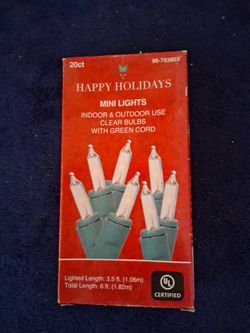 20ct
96-793903
HAPPY HOLIDAYS
MINI LIGHTS
INDOOR & OUTDOOR USE
CLEAR BULBS
WITH GREEN CORD
Lighted Length: 3.5 ft. (1.06m)
Total Length: 6 ft. (1.82m)
UL
CERTIFIED